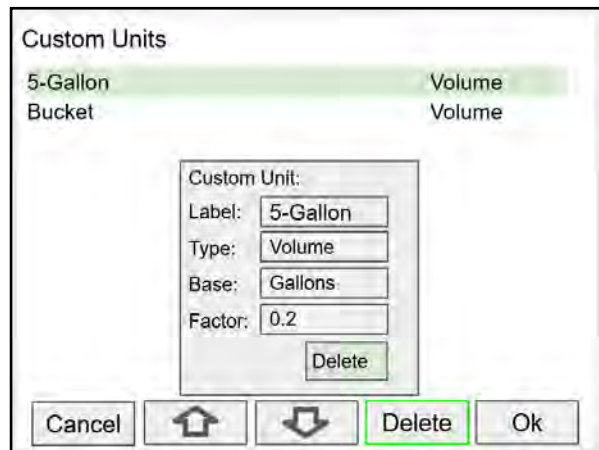 Custom Units
5-Gallon Volume
Bucket Volume
Custom Unit:
Label: 5-Gallon
Type: Volume
Base: Gallons
Factor: 0.2
Delete
Cancel Delete Ok